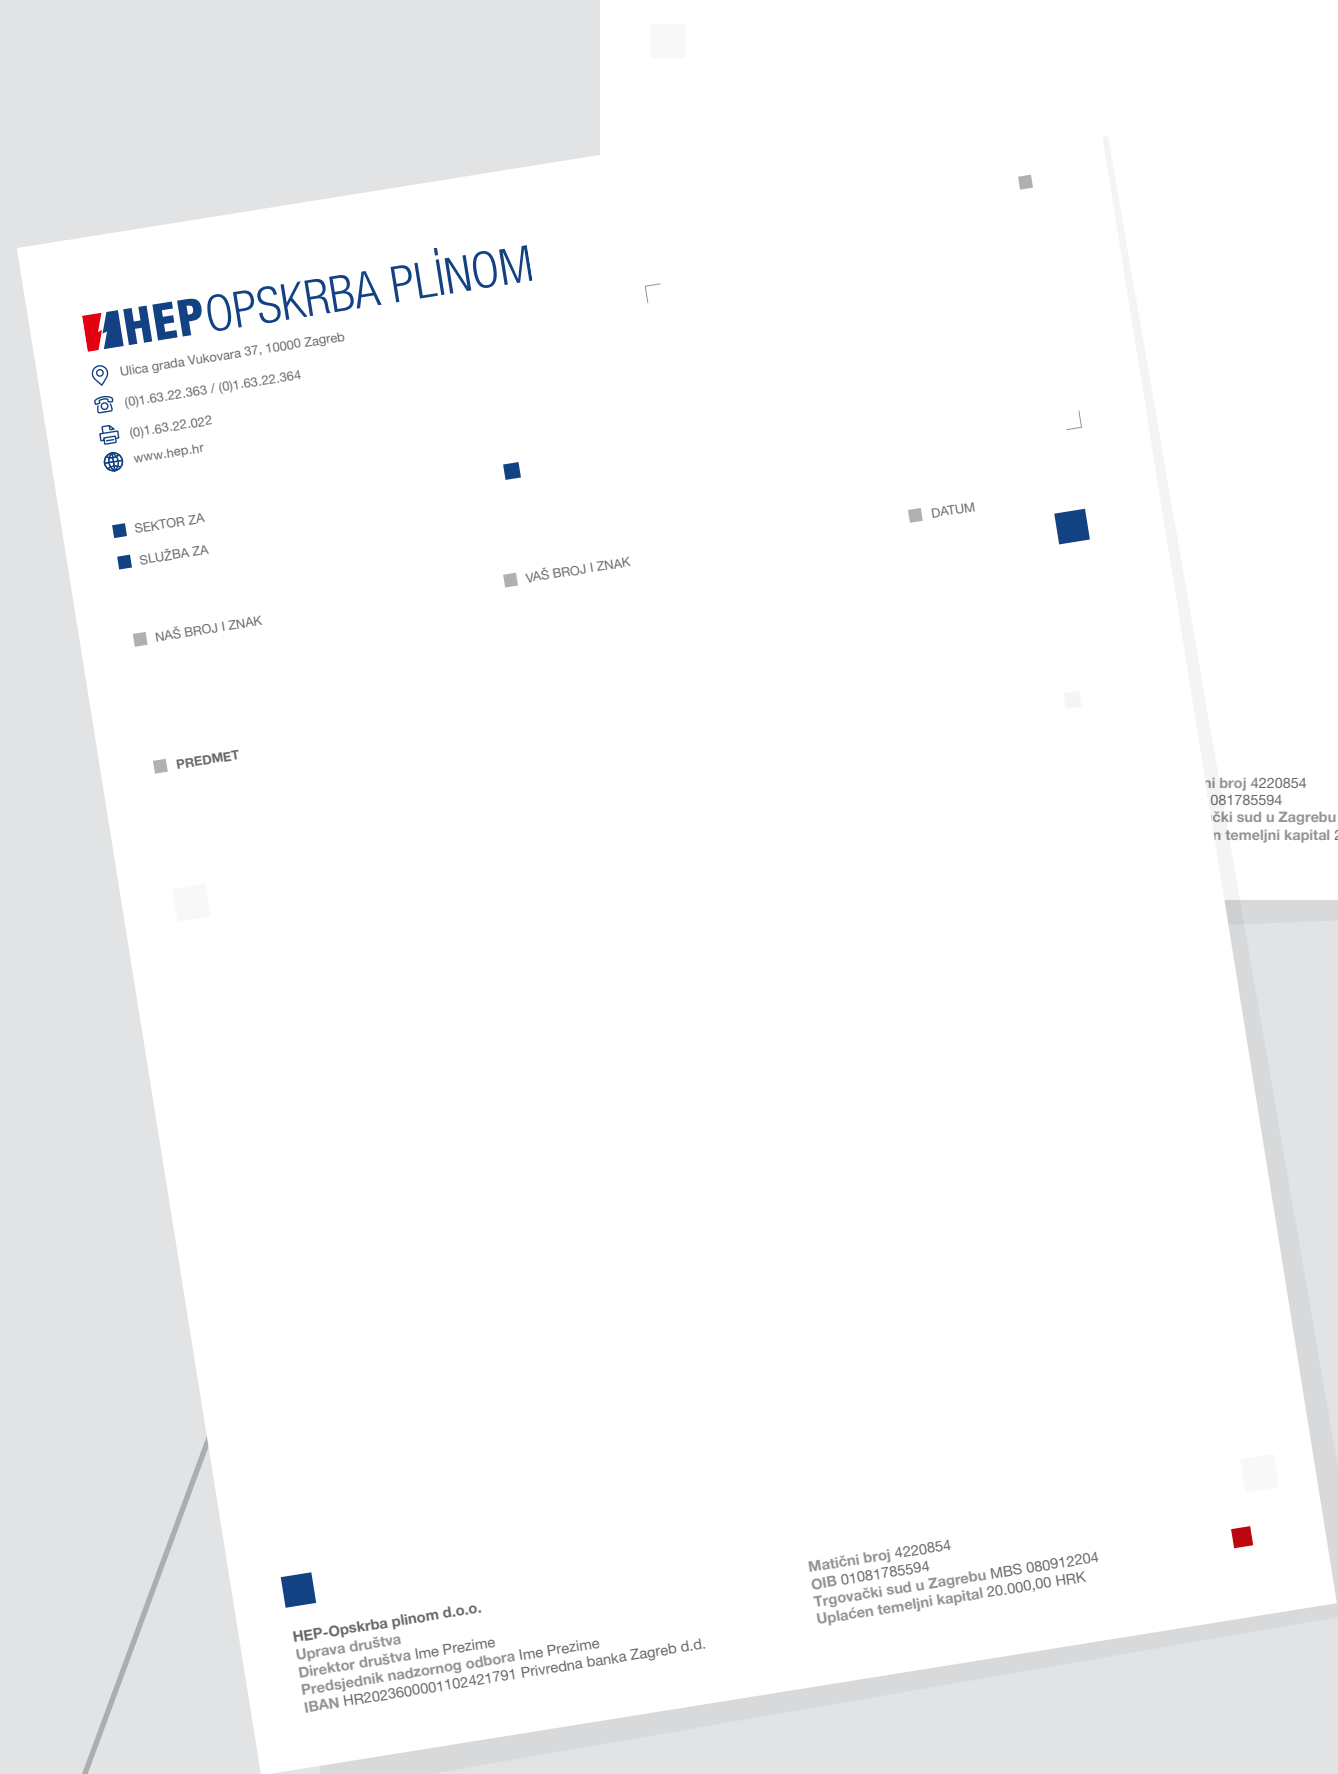 HEP OPSKRBA PLİNOM
Ulica grada Vukovara 37, 10000 Zagreb
(0)1.63.22.363 / (0)1.63.22.364
(0)1.63.22.022
www.hep.hr
SEKTOR ZA
SLUŽBA ZA
DATUM
NAŠ BROJ I ZNAK
VAŠ BROJ I ZNAK
PREDMET
broj 4220854
081785594
sud u Zagrebu
temeljni kapital
HEP-Opskrba plinom d.o.o.
Uprava društva
Direktor društva Ime Prezime
Predsjednik nadzornog odbora Ime Prezime
IBAN HR2023600001102421791 Privredna banka Zagreb d.d.
Matični broj 4220854
OIB 01081785594
Trgovački sud u Zagrebu MBS 080912204
Uplaćen temeljni kapital 20.000,00 HRK